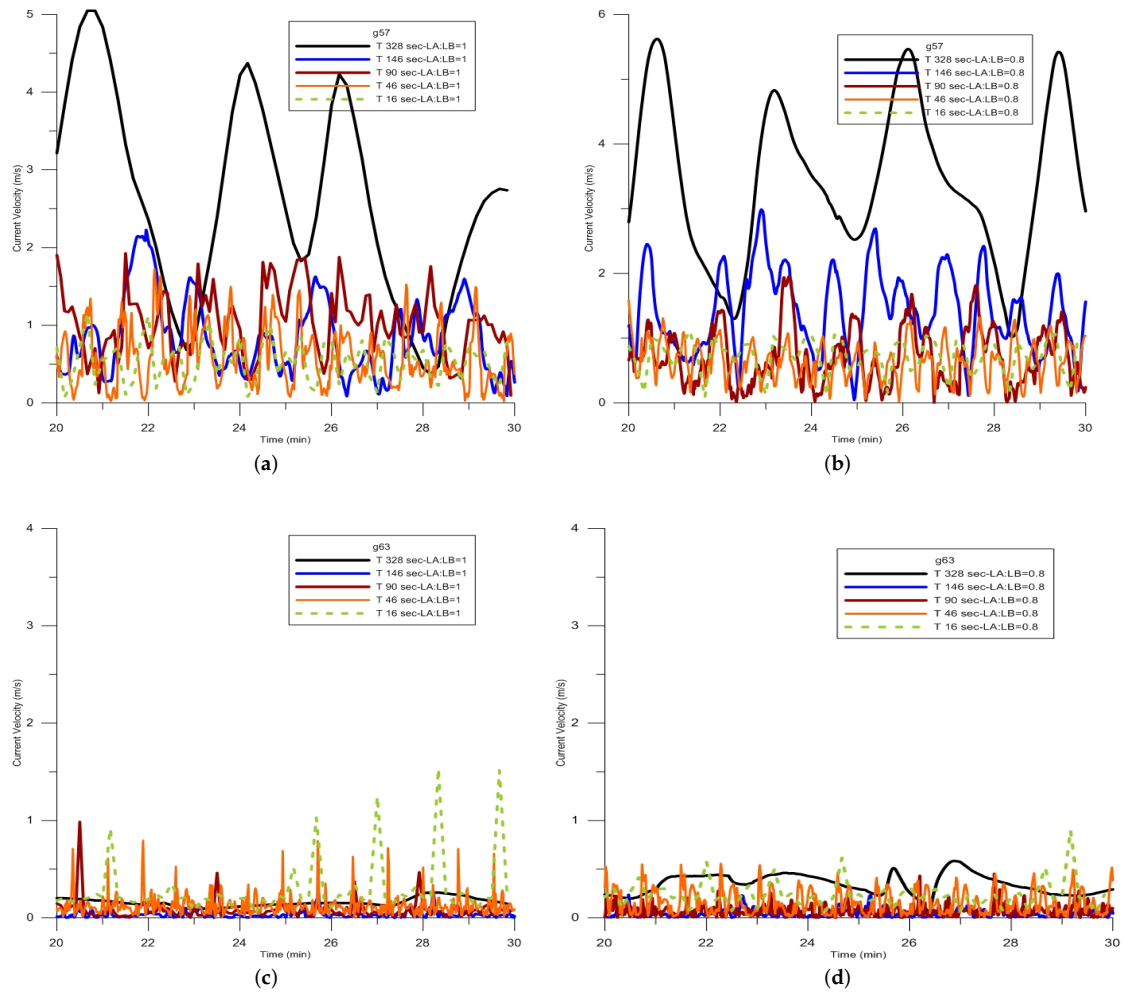 g57
T 328 sec-LA:LB=1
T 146 sec-LA:LB=1
T 90 sec-LA:LB=1
T 46 sec-LA:LB=1
T 16 sec-LA:LB=1
Current Velocity (m/s)
5
4
3
2
1
0
20 22 24 26 28 30
Time (min)
(a)
g57
T 328 sec-LA:LB=0.8
T 146 sec-LA:LB=0.8
T 90 sec-LA:LB=0.8
T 46 sec-LA:LB=0.8
T 16 sec-LA:LB=0.8
Current Velocity (m/s)
6
4
2
0
20 22 24 26 28 30
Time (min)
(b)
g63
T 328 sec-LA:LB=1
T 146 sec-LA:LB=1
T 90 sec-LA:LB=1
T 46 sec-LA:LB=1
T 16 sec-LA:LB=1
Current Velocity (m/s)
4
3
2
1
0
20 22 24 26 28 30
Time (min)
(c)
g63
T 328 sec-LA:LB=0.8
T 146 sec-LA:LB=0.8
T 90 sec-LA:LB=0.8
T 46 sec-LA:LB=0.8
T 16 sec-LA:LB=0.8
Current Velocity (m/s)
4
3
2
1
0
20 22 24 26 28 30
Time (min)
(d)